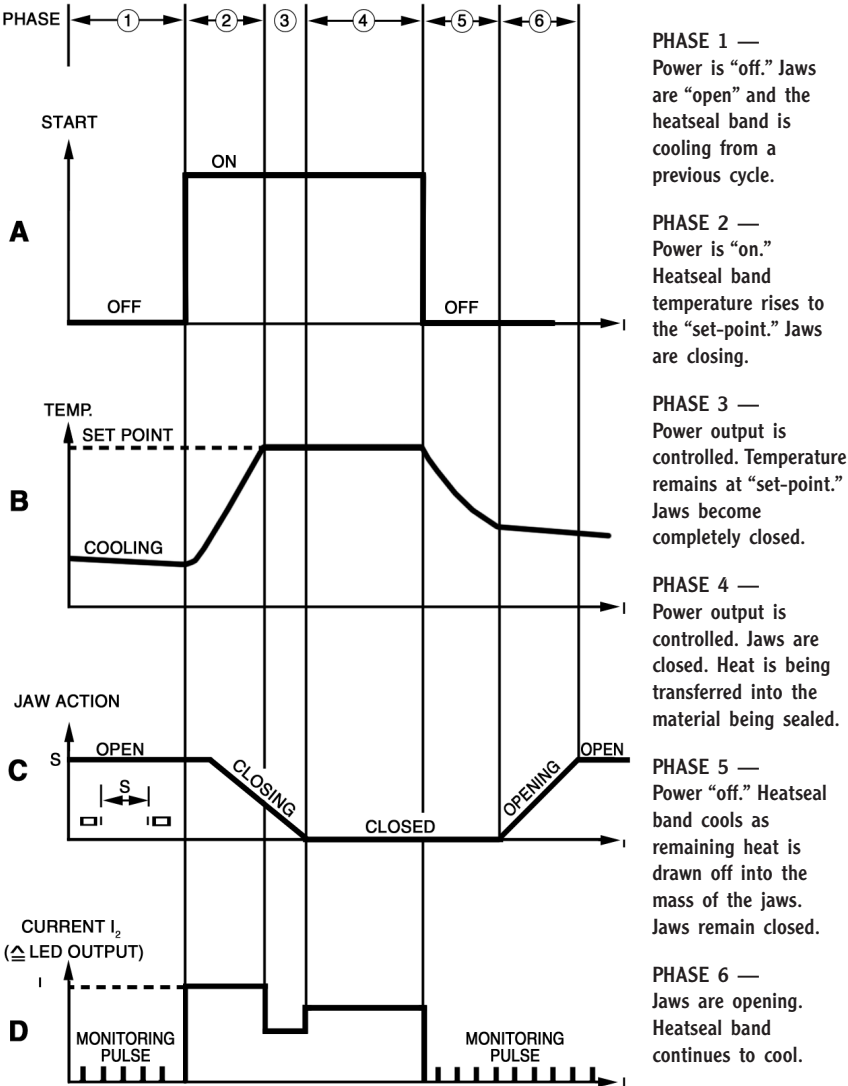 PHASE 1 2 3 4 5 6
START
ON
A
OFF
OFF
I
TEMP.
SET POINT
B
COOLING
I
JAW ACTION
S
OPEN
C
S
CLOSING
CLOSED
OPENING
OPEN
I
CURRENT I₂
(≙ LED OUTPUT)
I
D
MONITORING
PULSE
MONITORING
PULSE
I
PHASE 1 —
Power is “off.” Jaws
are “open” and the
heatseal band is
cooling from a
previous cycle.
PHASE 2 —
Power is “on.”
Heatseal band
temperature rises to
the “set-point.” Jaws
are closing.
PHASE 3 —
Power output is
controlled. Temperature
remains at “set-point.”
Jaws become
completely closed.
PHASE 4 —
Power output is
controlled. Jaws are
closed. Heat is being
transferred into the
material being sealed.
PHASE 5 —
Power “off.” Heatseal
band cools as
remaining heat is
drawn off into the
mass of the jaws.
Jaws remain closed.
PHASE 6 —
Jaws are opening.
Heatseal band
continues to cool.